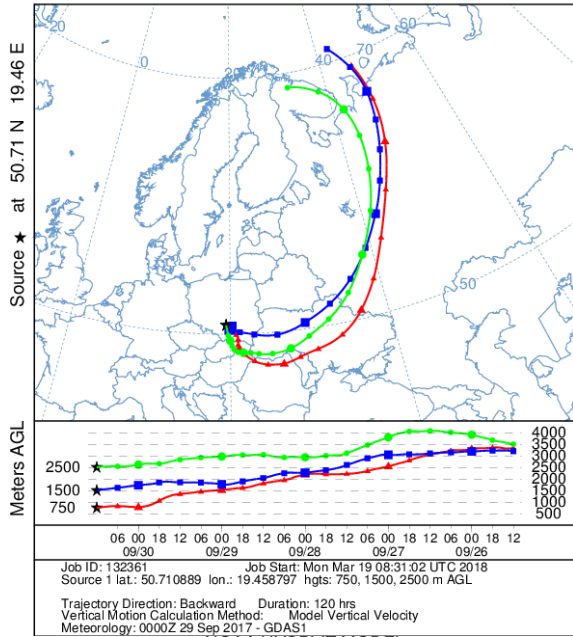 20
0
20
40
60
70
60
50
Source ★ at 50.71 N 19.46 E
Meters AGL
2500
1500
750
4000
3500
3000
2500
2000
1500
1000
500
06 00 18 12 06 00 18 12 06 00 18 12 06 00 18 12 06 00 18 12
09/30 09/29 09/28 09/27 09/26
Job ID: 132361 Job Start: Mon Mar 19 08:31:02 UTC 2018
Source 1 lat.: 50.710889 lon.: 19.458797 hgts: 750, 1500, 2500 m AGL
Trajectory Direction: Backward Duration: 120 hrs
Vertical Motion Calculation Method: Model Vertical Velocity
Meteorology: 0000Z 29 Sep 2017 - GDAS1